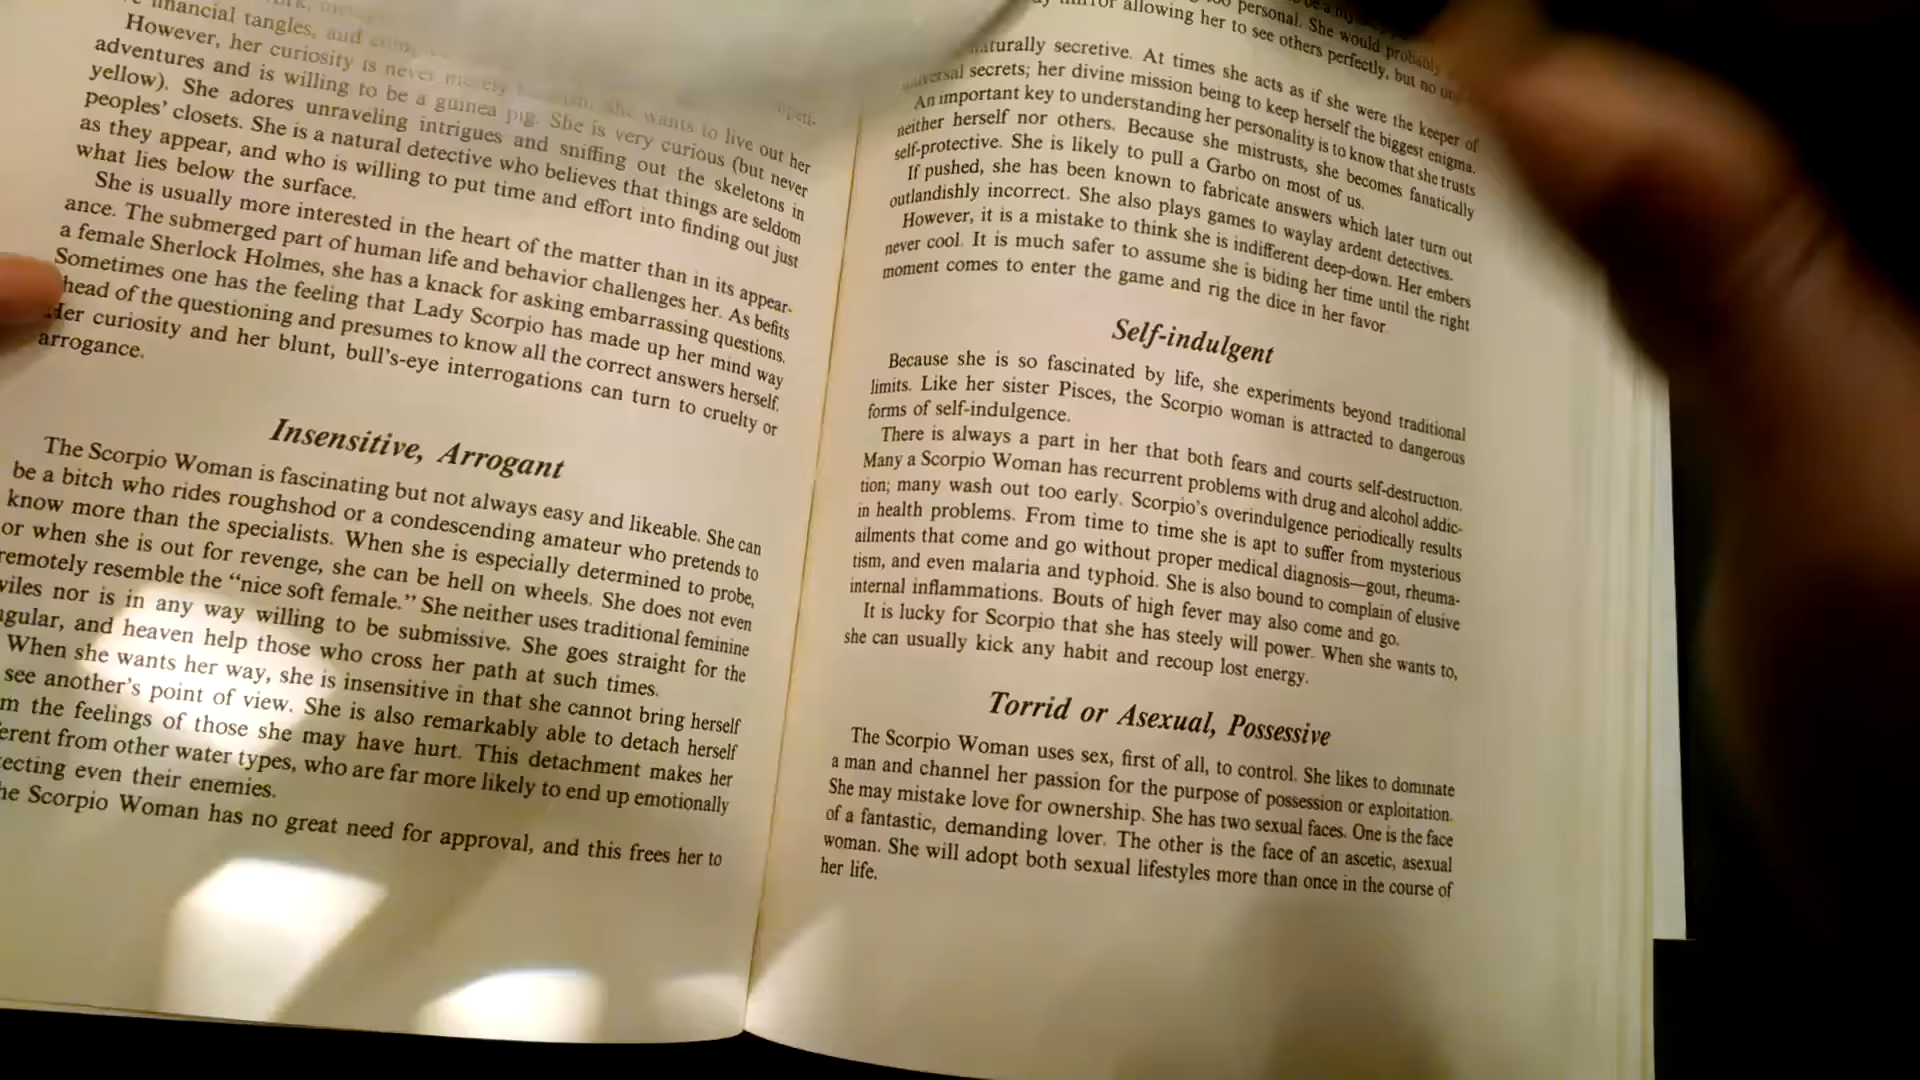 financial tangles, and
However, her curiosity is never merely she wants to live out her
adventures and is willing to be a guinea pig. She is very curious (but never
yellow). She adores unraveling intrigues and sniffing out the skeletons in
peoples' closets. She is a natural detective who believes that things are seldom
as they appear, and who is willing to put time and effort into finding out just
what lies below the surface.
She is usually more interested in the heart of the matter than in its appear-
ance. The submerged part of human life and behavior challenges her. As befits
a female Sherlock Holmes, she has a knack for asking embarrassing questions.
Sometimes one has the feeling that Lady Scorpio has made up her mind way
head of the questioning and presumes to know all the correct answers herself.
Her curiosity and her blunt, bull's-eye interrogations can turn to cruelty or
arrogance.
Insensitive, Arrogant
The Scorpio Woman is fascinating but not always easy and likeable. She can
be a bitch who rides roughshod or a condescending amateur who pretends to
know more than the specialists. When she is especially determined to probe,
or when she is out for revenge, she can be hell on wheels. She does not even
remotely resemble the "nice soft female." She neither uses traditional feminine
wiles nor is in any way willing to be submissive. She goes straight for the
ngular, and heaven help those who cross her path at such times.
When she wants her way, she is insensitive in that she cannot bring herself
see another's point of view. She is also remarkably able to detach herself
m the feelings of those she may have hurt. This detachment makes her
erent from other water types, who are far more likely to end up emotionally
ecting even their enemies.
he Scorpio Woman has no great need for approval, and this frees her to
too personal. She would probably
mirror allowing her to see others perfectly, but no one
naturally secretive. At times she acts as if she were the keeper of
universal secrets; her divine mission being to keep herself the biggest enigma.
An important key to understanding her personality is to know that she trusts
neither herself nor others. Because she mistrusts, she becomes fanatically
self-protective. She is likely to pull a Garbo on most of us.
If pushed, she has been known to fabricate answers which later turn out
outlandishly incorrect. She also plays games to waylay ardent detectives.
However, it is a mistake to think she is indifferent deep-down. Her embers
never cool. It is much safer to assume she is biding her time until the right
moment comes to enter the game and rig the dice in her favor.
Self-indulgent
Because she is so fascinated by life, she experiments beyond traditional
limits. Like her sister Pisces, the Scorpio woman is attracted to dangerous
forms of self-indulgence.
There is always a part in her that both fears and courts self-destruction.
Many a Scorpio Woman has recurrent problems with drug and alcohol addic-
tion; many wash out too early. Scorpio's overindulgence periodically results
in health problems. From time to time she is apt to suffer from mysterious
ailments that come and go without proper medical diagnosis—gout, rheuma-
tism, and even malaria and typhoid. She is also bound to complain of elusive
internal inflammations. Bouts of high fever may also come and go.
It is lucky for Scorpio that she has steely will power. When she wants to,
she can usually kick any habit and recoup lost energy.
Torrid or Asexual, Possessive
The Scorpio Woman uses sex, first of all, to control. She likes to dominate
a man and channel her passion for the purpose of possession or exploitation.
She may mistake love for ownership. She has two sexual faces. One is the face
of a fantastic, demanding lover. The other is the face of an ascetic, asexual
woman. She will adopt both sexual lifestyles more than once in the course of
her life.